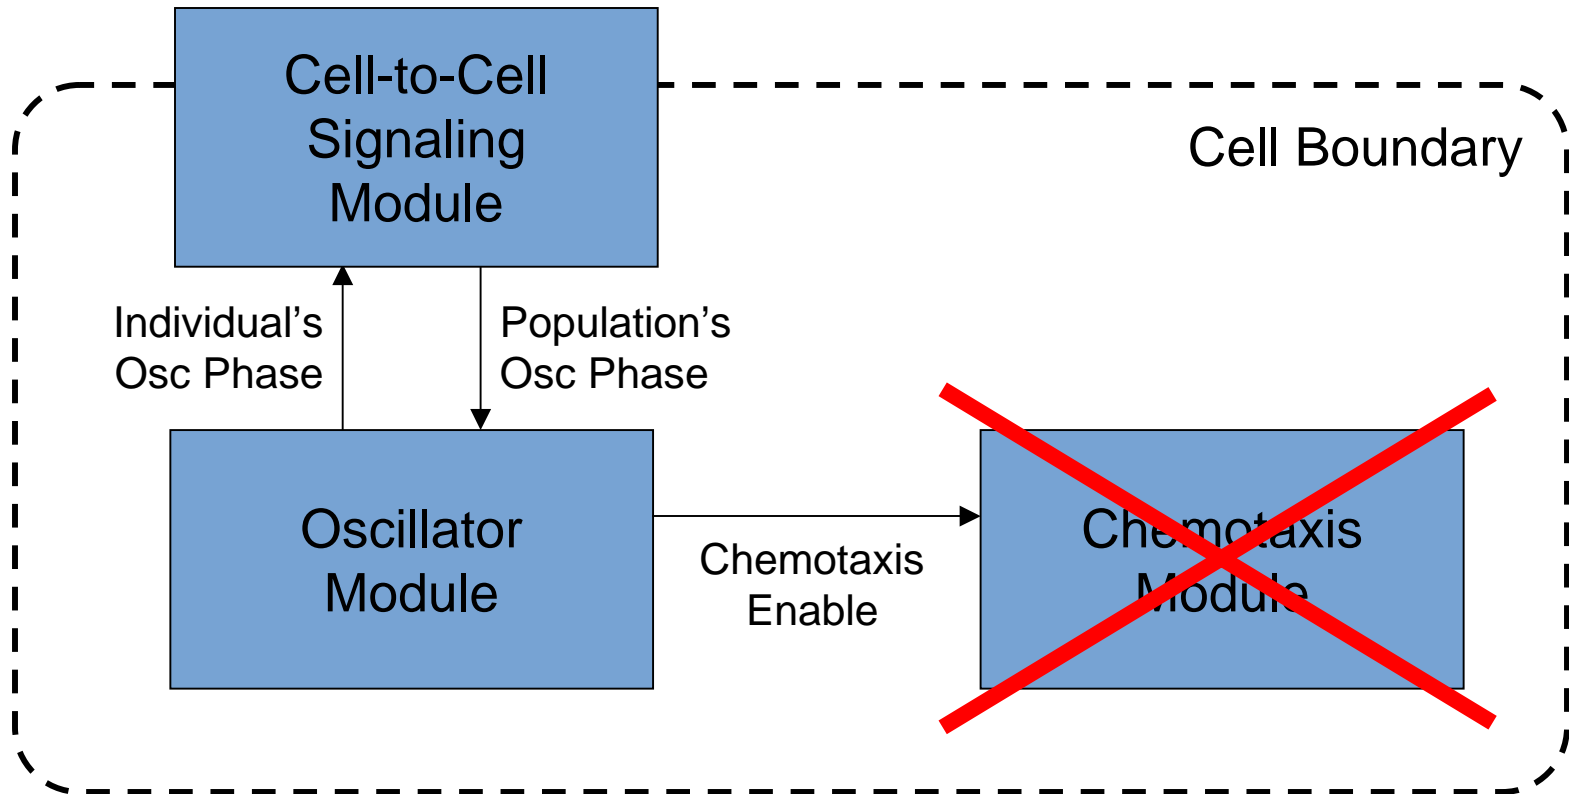 Cell-to-Cell
Signaling
Module
Cell Boundary
Individual’s
Osc Phase
Population’s
Osc Phase
Oscillator
Module
Chemotaxis
Enable
Chemotaxis
Module